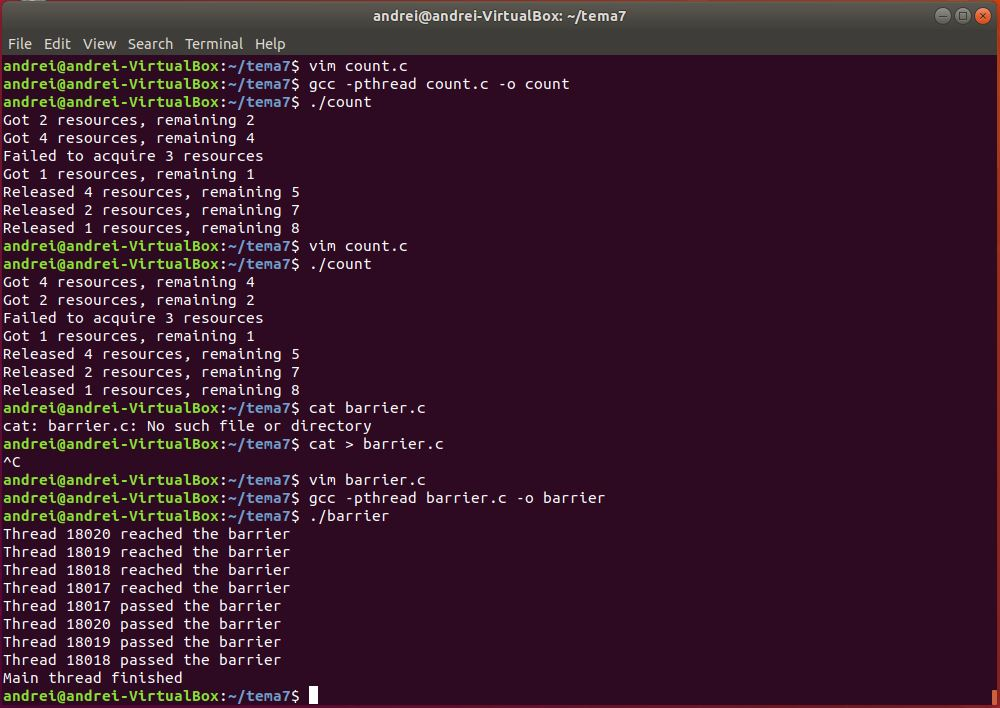 andrei@andrei-VirtualBox: ~/tema7
File Edit View Search Terminal Help
andrei@andrei-VirtualBox:~/tema7$ vim count.c
andrei@andrei-VirtualBox:~/tema7$ gcc -pthread count.c -o count
andrei@andrei-VirtualBox:~/tema7$ ./count
Got 2 resources, remaining 2
Got 4 resources, remaining 4
Failed to acquire 3 resources
Got 1 resources, remaining 1
Released 4 resources, remaining 5
Released 2 resources, remaining 7
Released 1 resources, remaining 8
andrei@andrei-VirtualBox:~/tema7$ vim count.c
andrei@andrei-VirtualBox:~/tema7$ ./count
Got 4 resources, remaining 4
Got 2 resources, remaining 2
Failed to acquire 3 resources
Got 1 resources, remaining 1
Released 4 resources, remaining 5
Released 2 resources, remaining 7
Released 1 resources, remaining 8
andrei@andrei-VirtualBox:~/tema7$ cat barrier.c
cat: barrier.c: No such file or directory
andrei@andrei-VirtualBox:~/tema7$ cat > barrier.c
^C
andrei@andrei-VirtualBox:~/tema7$ vim barrier.c
andrei@andrei-VirtualBox:~/tema7$ gcc -pthread barrier.c -o barrier
andrei@andrei-VirtualBox:~/tema7$ ./barrier
Thread 18020 reached the barrier
Thread 18019 reached the barrier
Thread 18018 reached the barrier
Thread 18017 reached the barrier
Thread 18017 passed the barrier
Thread 18020 passed the barrier
Thread 18019 passed the barrier
Thread 18018 passed the barrier
Main thread finished
andrei@andrei-VirtualBox:~/tema7$